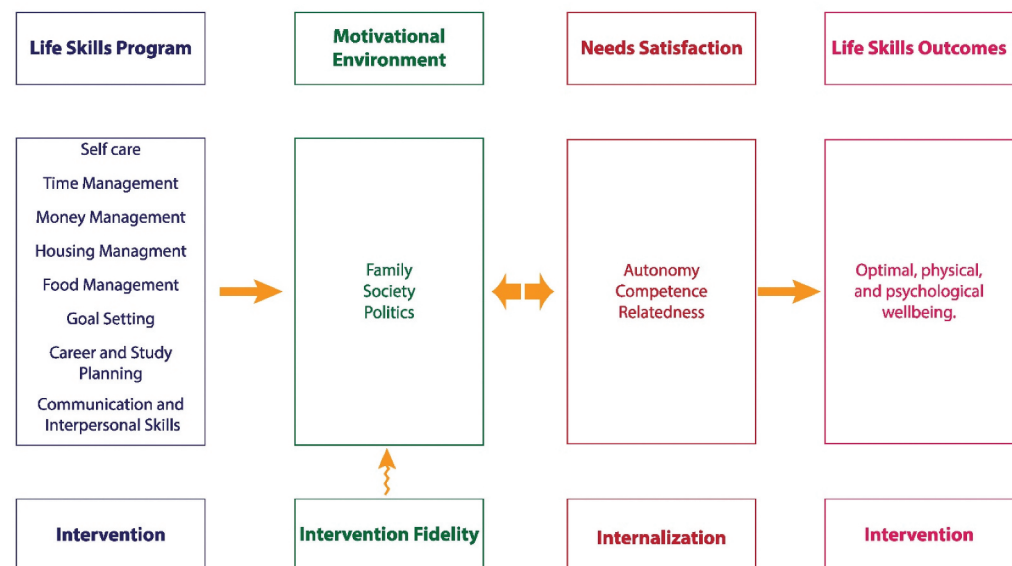 Life Skills Program
Motivational
Environment
Needs Satisfaction
Life Skills Outcomes
Self care
Time Management
Money Management
Housing Managment
Food Management
Goal Setting
Career and Study
Planning
Communication and
Interpersonal Skills
Family
Society
Politics
Autonomy
Competence
Relatedness
Optimal, physical,
and psychological
wellbeing.
Intervention
Intervention Fidelity
Internalization
Intervention